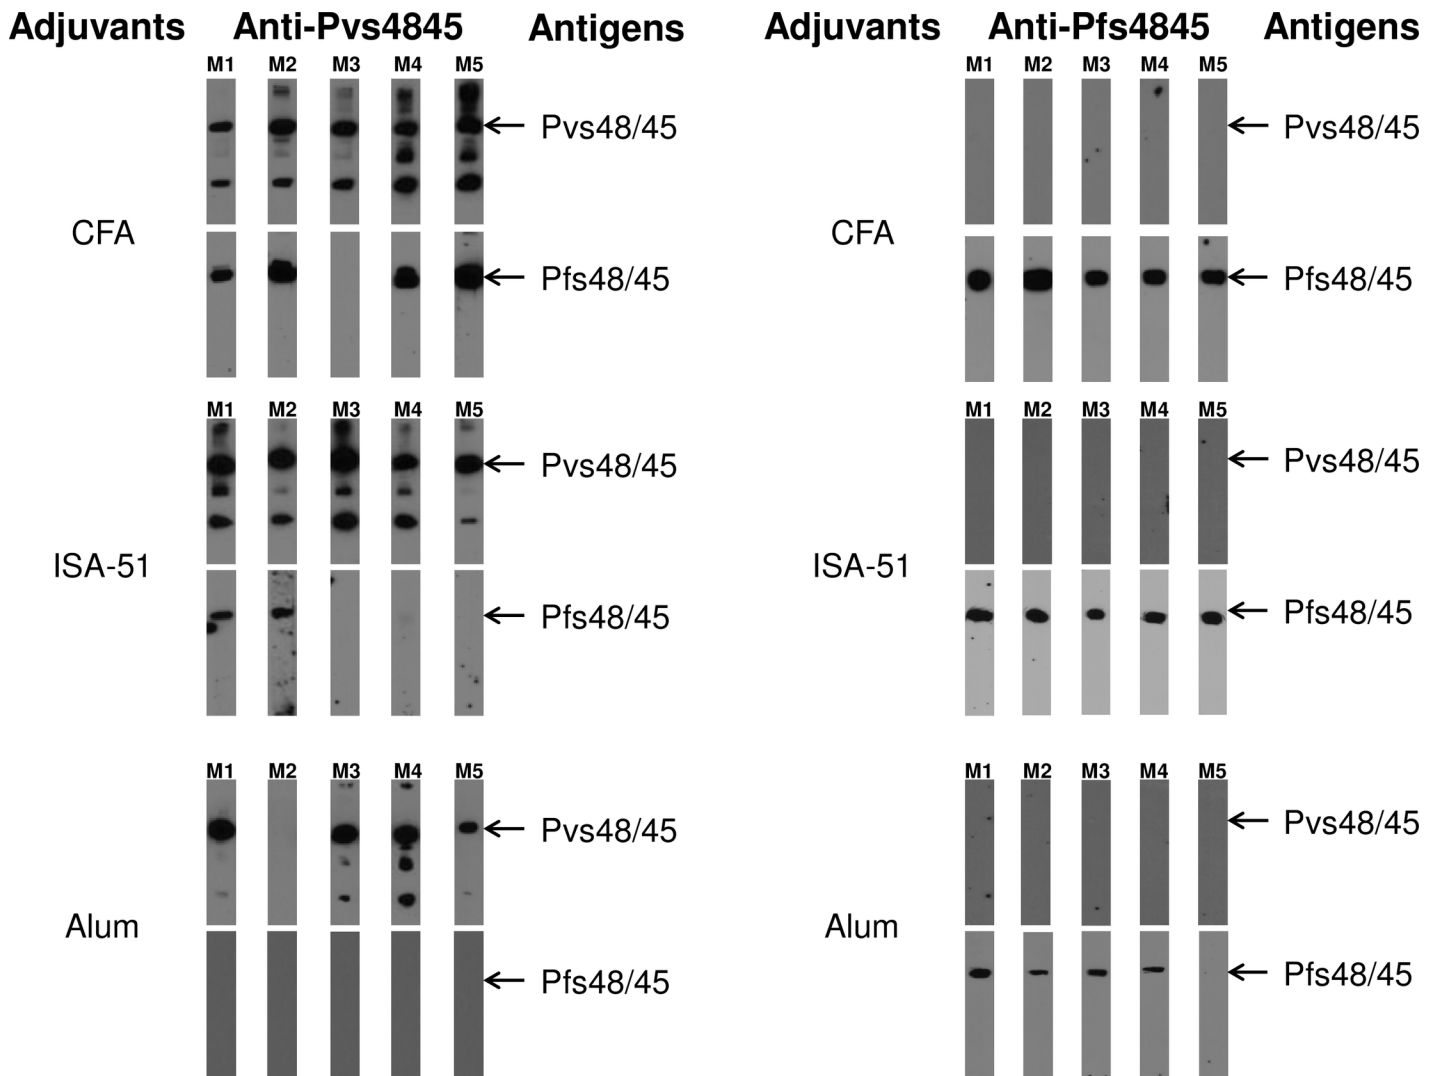 Adjuvants Anti-Pvs4845 Antigens Adjuvants Anti-Pfs4845 Antigens
M1 M2 M3 M4 M5 M1 M2 M3 M4 M5
Pvs48/45 Pvs48/45
CFA CFA
Pfs48/45 Pfs48/45
M1 M2 M3 M4 M5 M1 M2 M3 M4 M5
Pvs48/45 Pvs48/45
ISA-51 ISA-51
Pfs48/45 Pfs48/45
M1 M2 M3 M4 M5 M1 M2 M3 M4 M5
Pvs48/45 Pvs48/45
Alum Alum
Pfs48/45 Pfs48/45